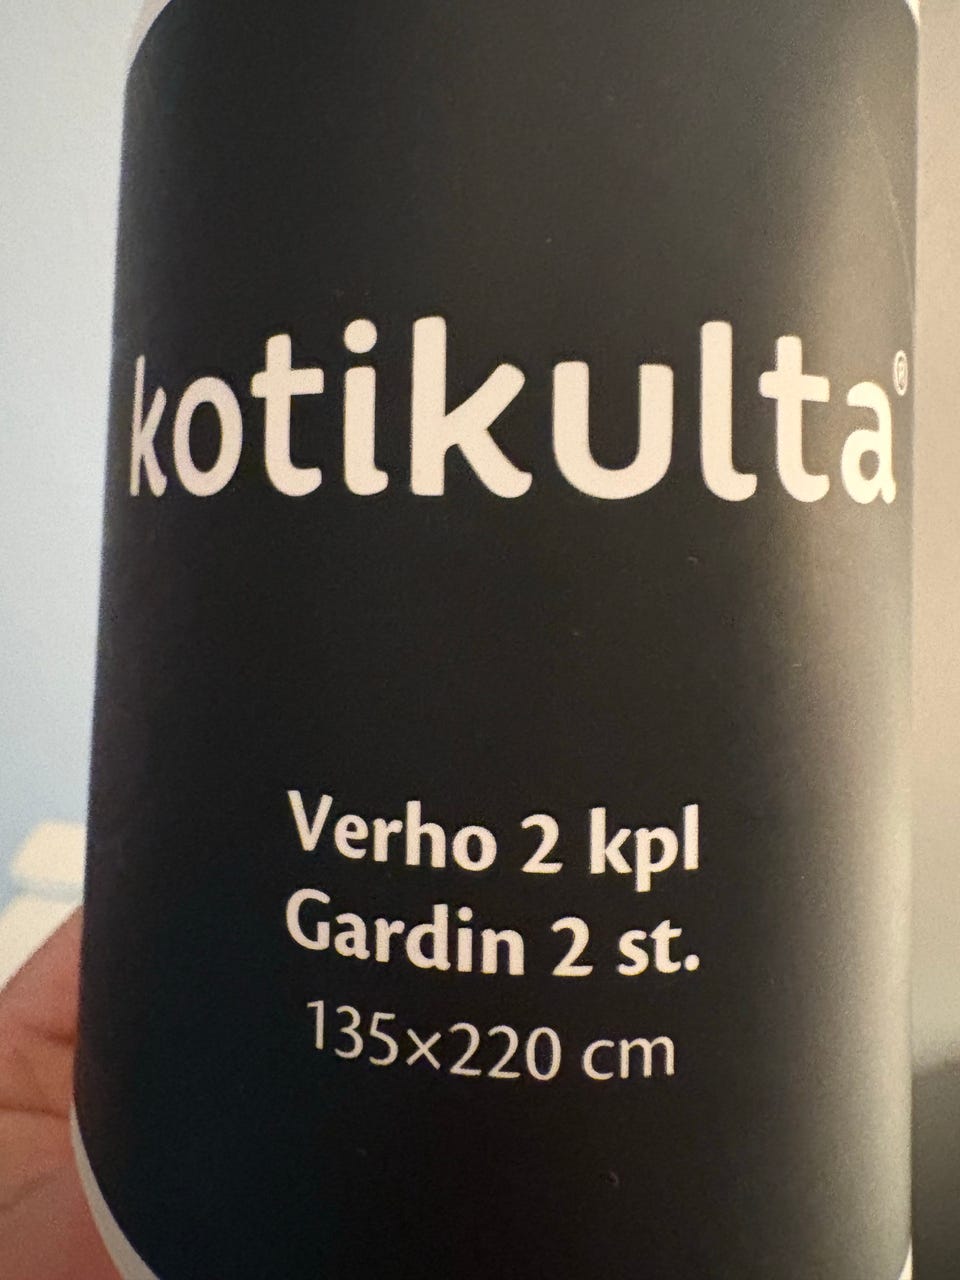 kotikulta®
Verho 2 kpl
Gardin 2 st.
135×220 cm